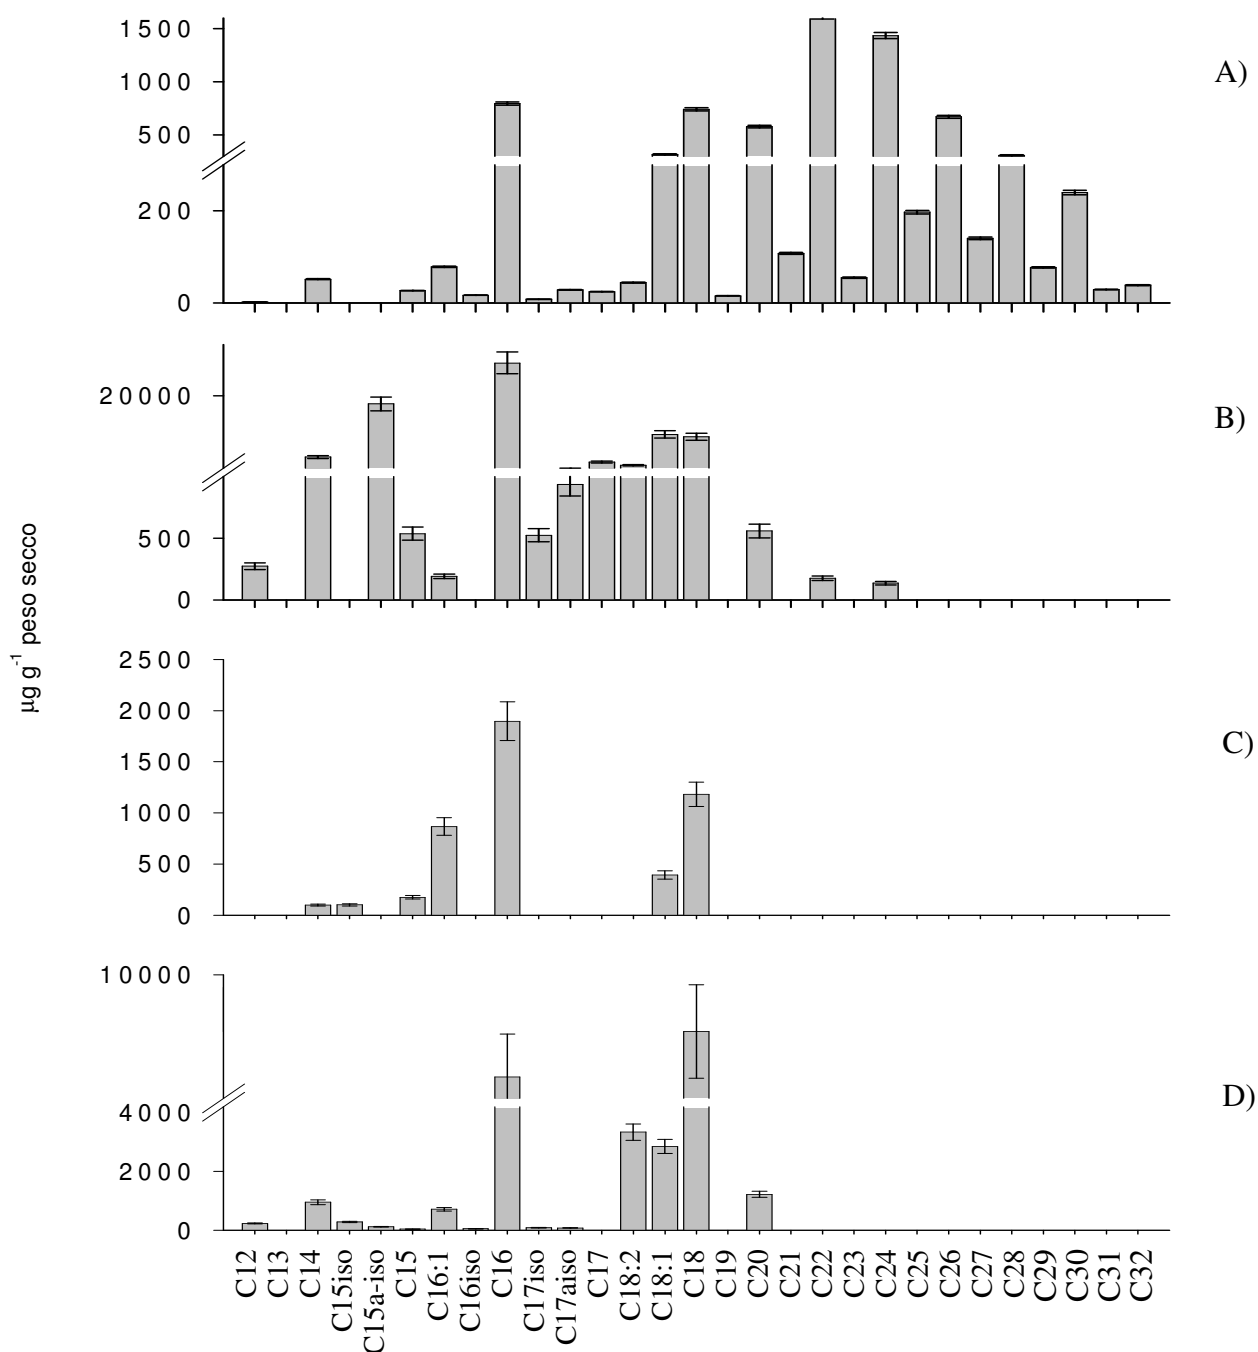 A)
1500
1000
500
200
0
B)
20000
500
0
µg g-1 peso secco
C)
2500
2000
1500
1000
500
0
D)
10000
4000
2000
0
C12
C13
C14
C15iso
C15a-iso
C15
C16:1
C16iso
C16
C17iso
C17aiso
C17
C18:2
C18:1
C18
C19
C20
C21
C22
C23
C24
C25
C26
C27
C28
C29
C30
C31
C32